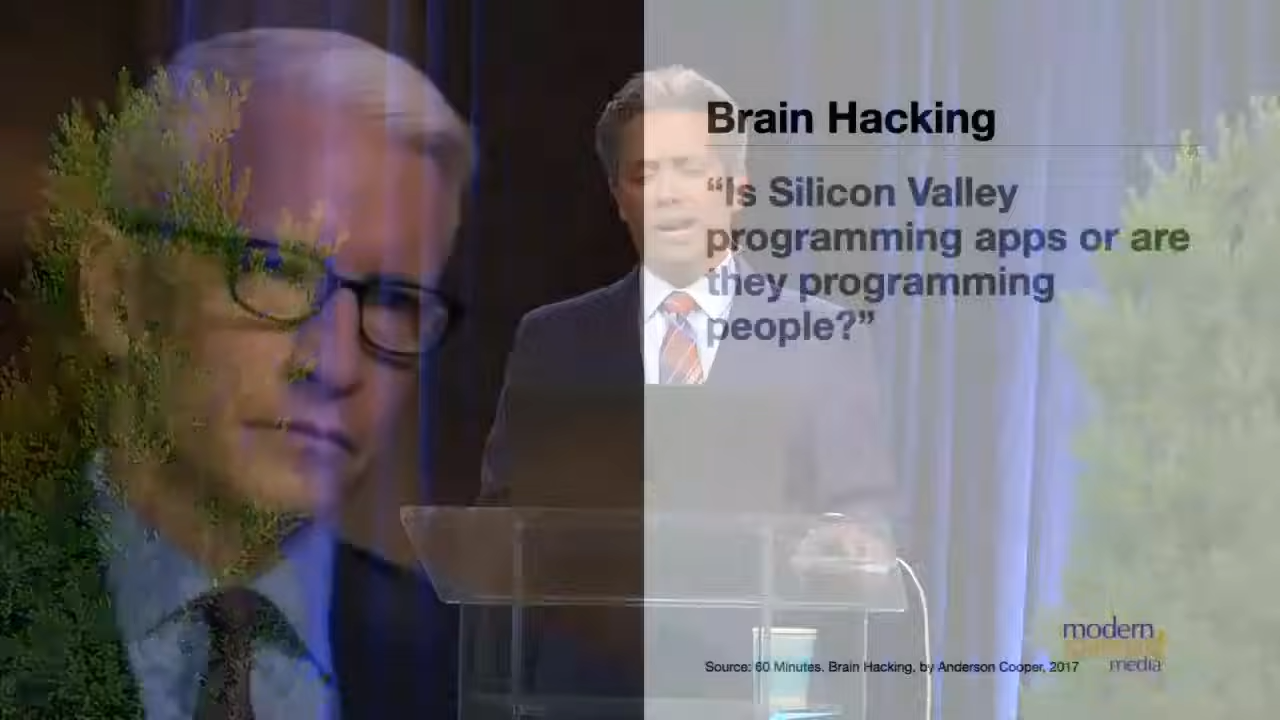 Brain Hacking
“Is Silicon Valley
programming apps or are
they programming
people?”
modern
media
Source: 60 Minutes. Brain Hacking, by Anderson Cooper, 2017